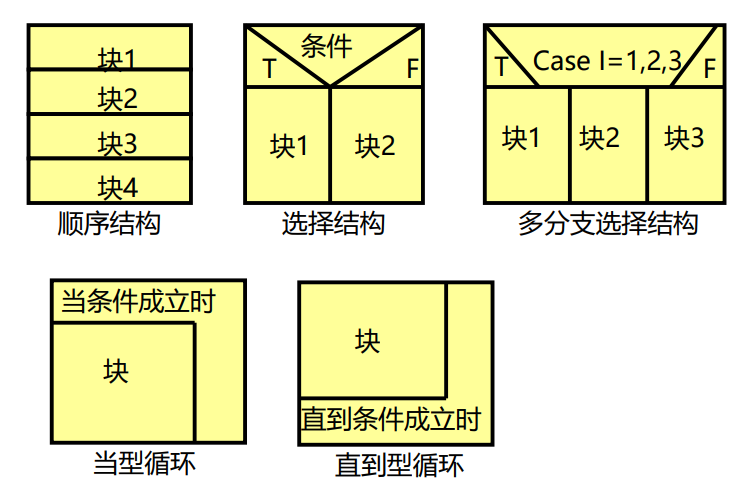 块1
块2
块3
块4
顺序结构
条件
T
F
块1
块2
选择结构
T
Case I=1,2,3
F
块1
块2
块3
多分支选择结构
当条件成立时
块
当型循环
块
直到条件成立时
直到型循环